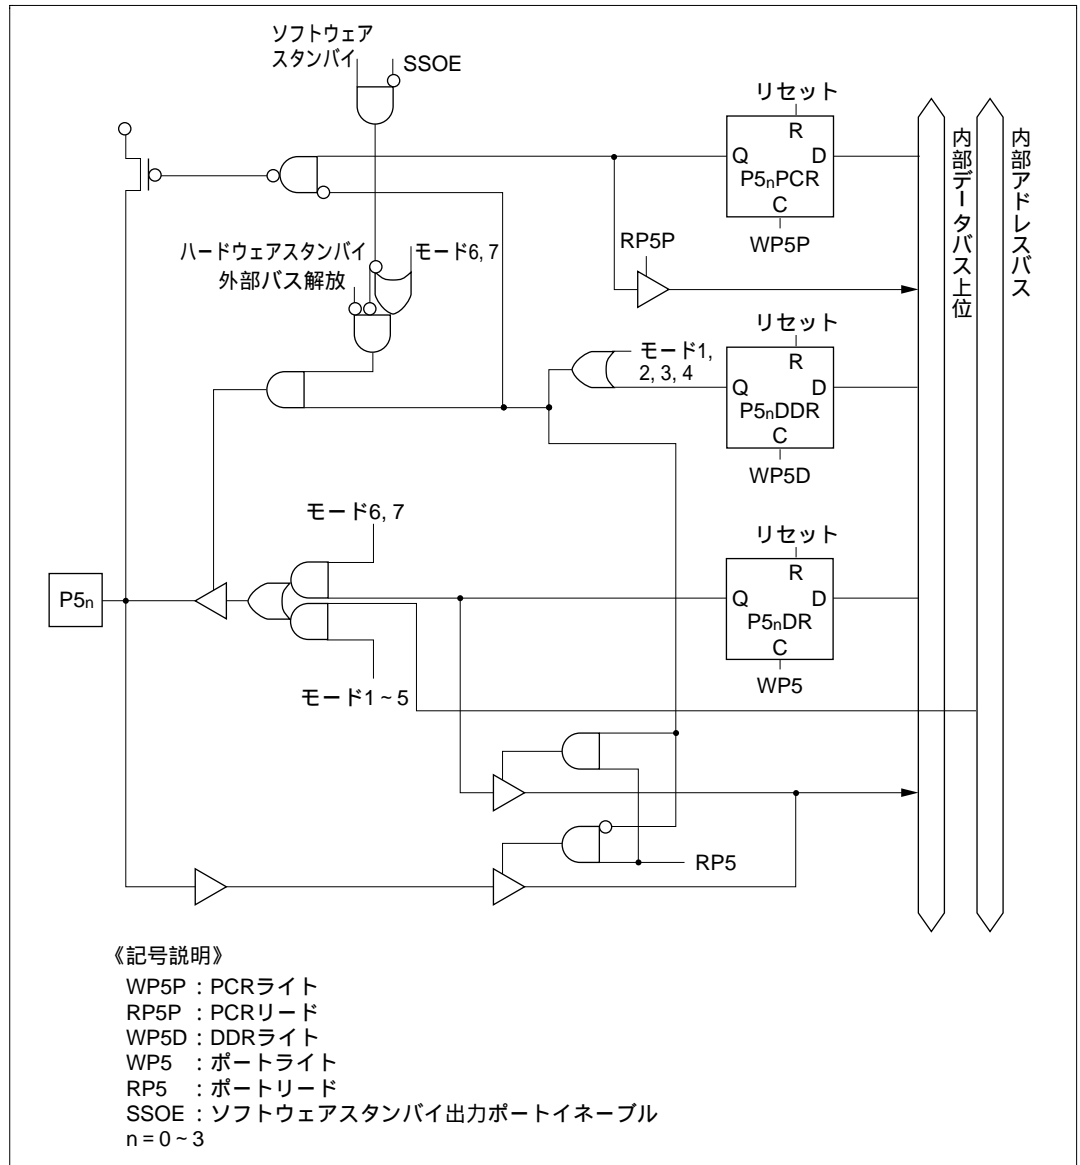 ソフトウェア
スタンバイ
SSOE
リセット
R
Q D
P5nPCR
C
WP5P
RP5P
ハードウェアスタンバイ
モード6, 7
外部バス解放
リセット
モード1,
2, 3, 4
R
Q D
P5nDDR
C
WP5D
モード6, 7
リセット
R
Q D
P5nDR
C
WP5
P5n
モード1 ~ 5
RP5
内部データバス上位
内部アドレスバス
《記号説明》
WP5P : PCRライト
RP5P : PCRリード
WP5D : DDRライト
WP5 : ポートライト
RP5 : ポートリード
SSOE : ソフトウェアスタンバイ出力ポートイネーブル
n = 0 ~ 3